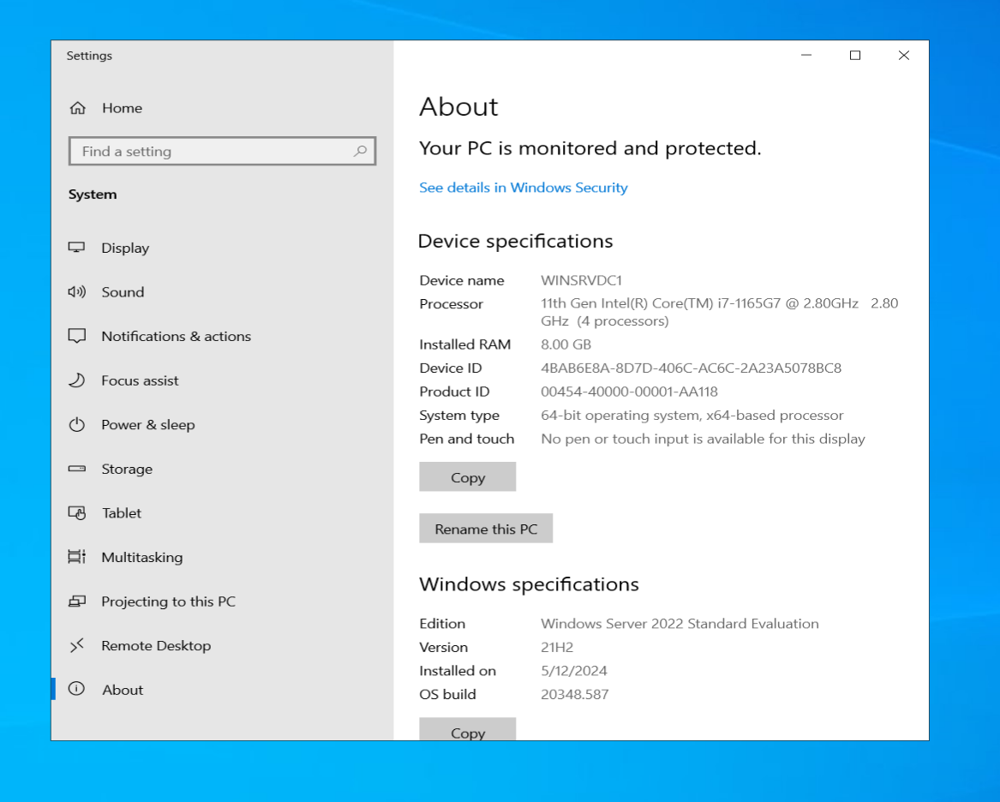 Settings
Home
Find a setting
System
Display
Sound
Notifications & actions
Focus assist
Power & sleep
Storage
Tablet
Multitasking
Projecting to this PC
Remote Desktop
About
About
Your PC is monitored and protected.
See details in Windows Security
Device specifications
Device name WINSRVDC1
Processor 11th Gen Intel(R) Core(TM) i7-1165G7 @ 2.80GHz 2.80
GHz (4 processors)
Installed RAM 8.00 GB
Device ID 4BAB6E8A-8D7D-406C-AC6C-2A23A5078BC8
Product ID 00454-40000-00001-AA118
System type 64-bit operating system, x64-based processor
Pen and touch No pen or touch input is available for this display
Copy
Rename this PC
Windows specifications
Edition Windows Server 2022 Standard Evaluation
Version 21H2
Installed on 5/12/2024
OS build 20348.587
Copy